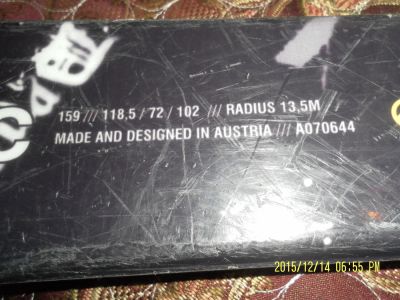 159 /// 118,5 / 72 / 102 /// RADIUS 13,5M
MADE AND DESIGNED IN AUSTRIA /// A070644
2015/12/14 06:55 PM